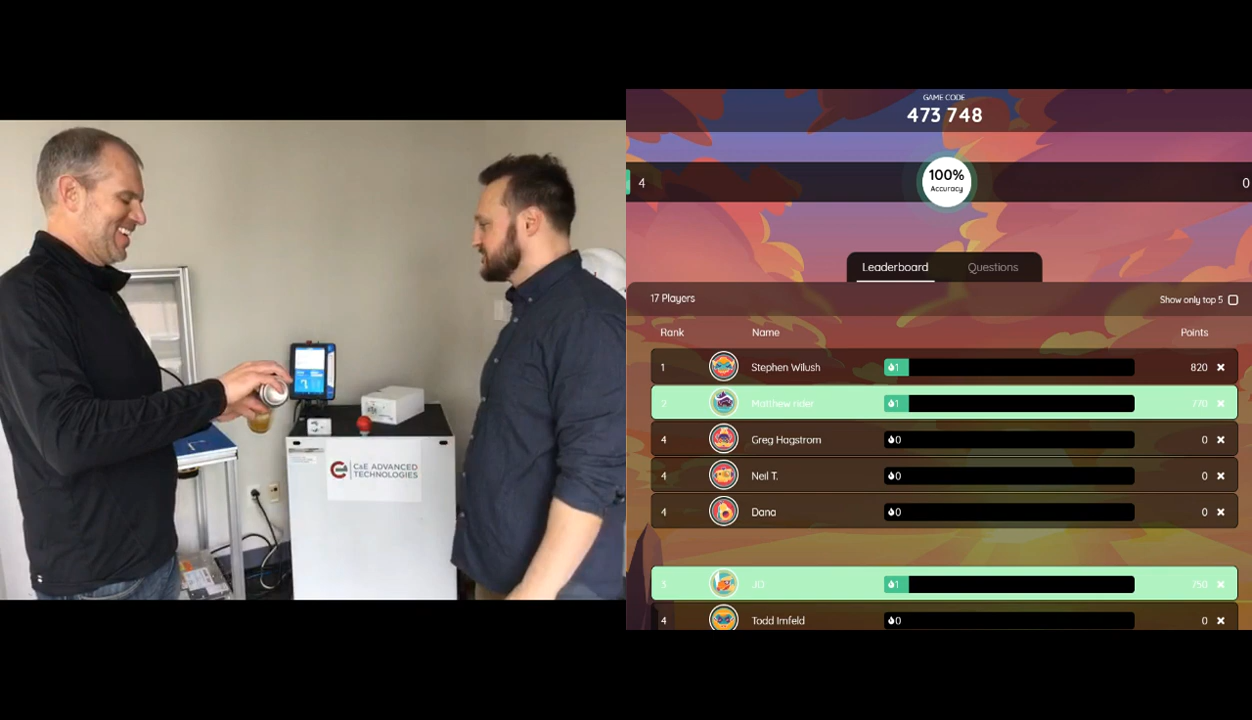 C&E ADVANCED
TECHNOLOGIES
GAME CODE
473 748
4
100%
Accuracy
0
Leaderboard Questions
17 Players Show only top 5
Rank Name Points
1 Stephen Wilush 1 820
2 Matthew rider 1 770
4 Greg Hagstrom 0 0
4 Neil T. 0 0
4 Dana 0 0
3 JD 1 750
4 Todd Imfeld 0 0